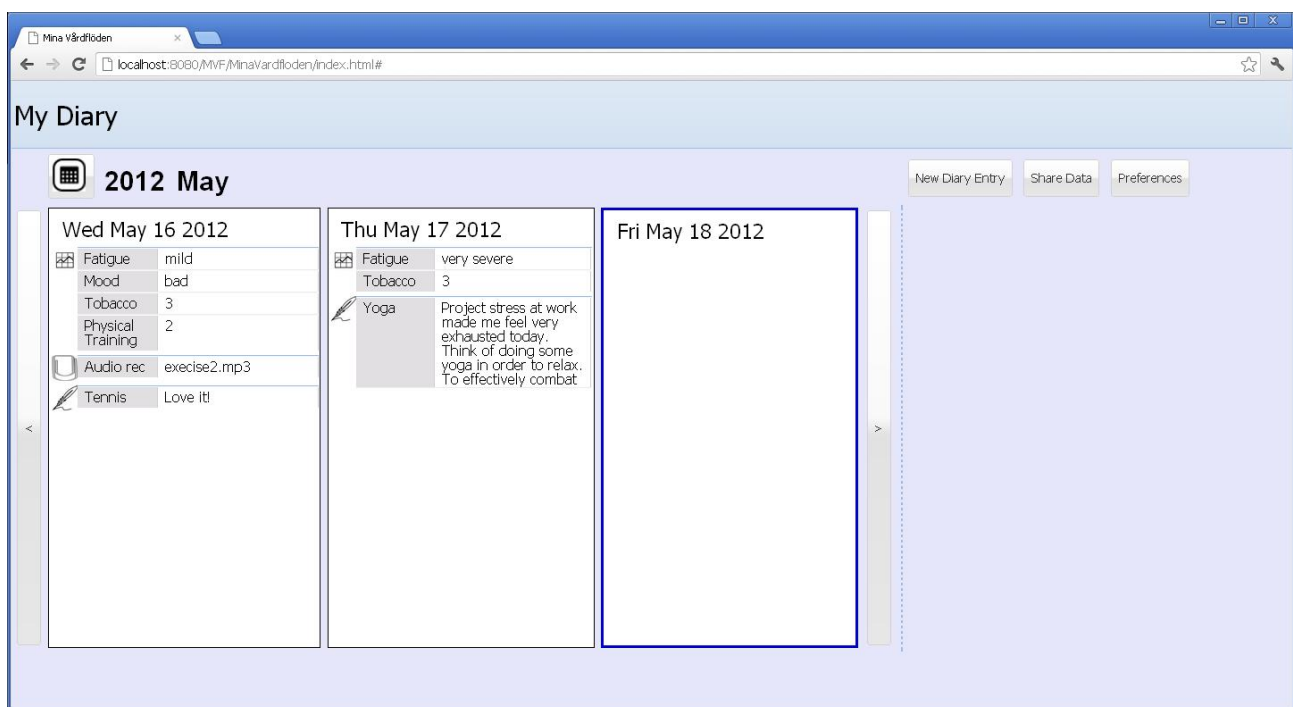 Mina Vårdflöden
localhost:8080/MVF/MinaVardfloden/index.html#
My Diary
2012 May
New Diary Entry
Share Data
Preferences
Wed May 16 2012
Fatigue mild
Mood bad
Tobacco 3
Physical 2
Training
Audio rec execise2.mp3
Tennis Love it!
Thu May 17 2012
Fatigue very severe
Tobacco 3
Yoga Project stress at work
made me feel very
exhausted today.
Think of doing some
yoga in order to relax.
To effectively combat
Fri May 18 2012
<
>